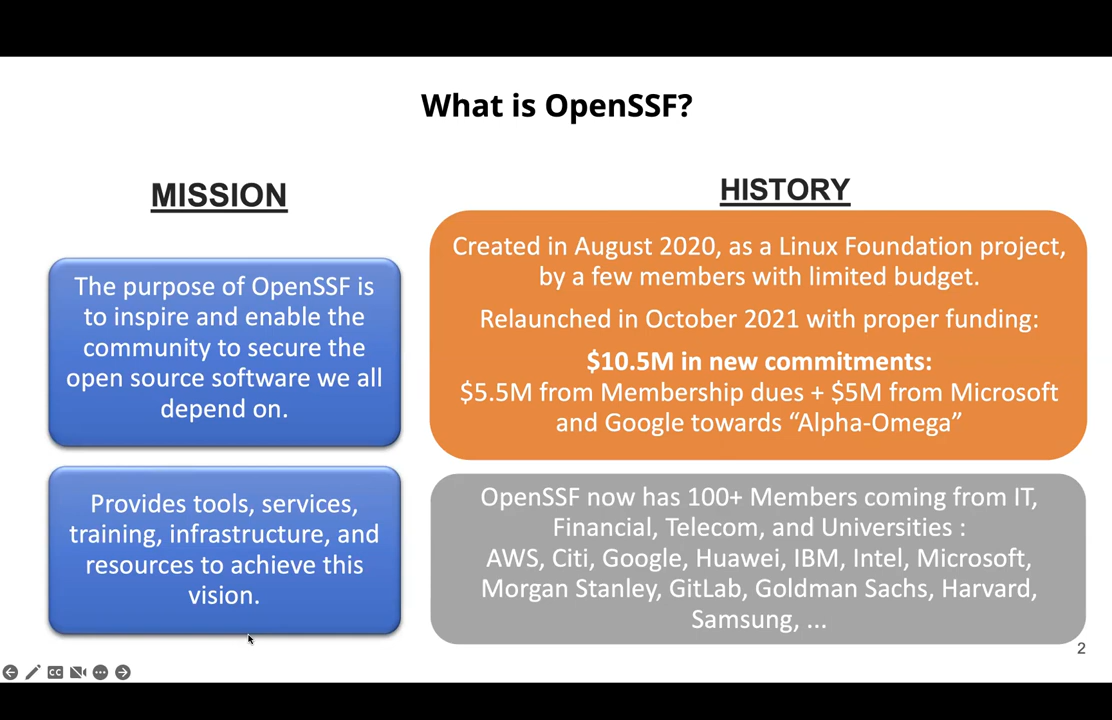 What is OpenSSF?
MISSION
The purpose of OpenSSF is
to inspire and enable the
community to secure the
open source software we all
depend on.
Provides tools, services,
training, infrastructure, and
resources to achieve this
vision.
HISTORY
Created in August 2020, as a Linux Foundation project,
by a few members with limited budget.
Relaunched in October 2021 with proper funding:
$10.5M in new commitments:
$5.5M from Membership dues + $5M from Microsoft
and Google towards “Alpha-Omega”
OpenSSF now has 100+ Members coming from IT,
Financial, Telecom, and Universities :
AWS, Citi, Google, Huawei, IBM, Intel, Microsoft,
Morgan Stanley, GitLab, Goldman Sachs, Harvard,
Samsung, ...
2
CC